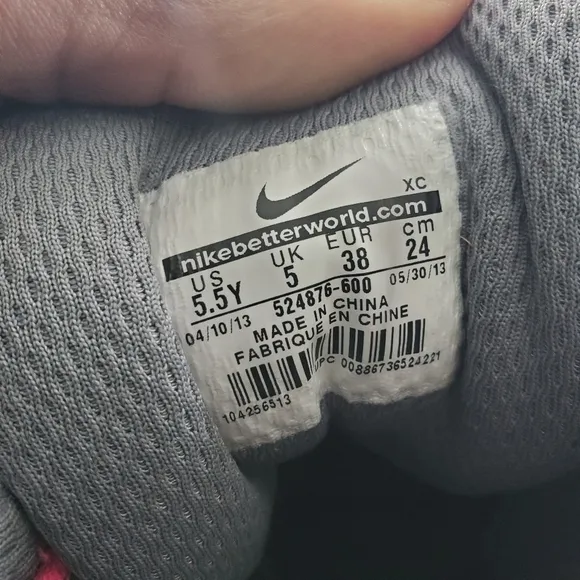 XC
nikebetterworld.com
US UK EUR cm
5.5Y 5 38 24
04/10/13 524876-600 05/30/13
MADE IN CHINA
FABRIQUE EN CHINE
UPC 00886736524221
104256513